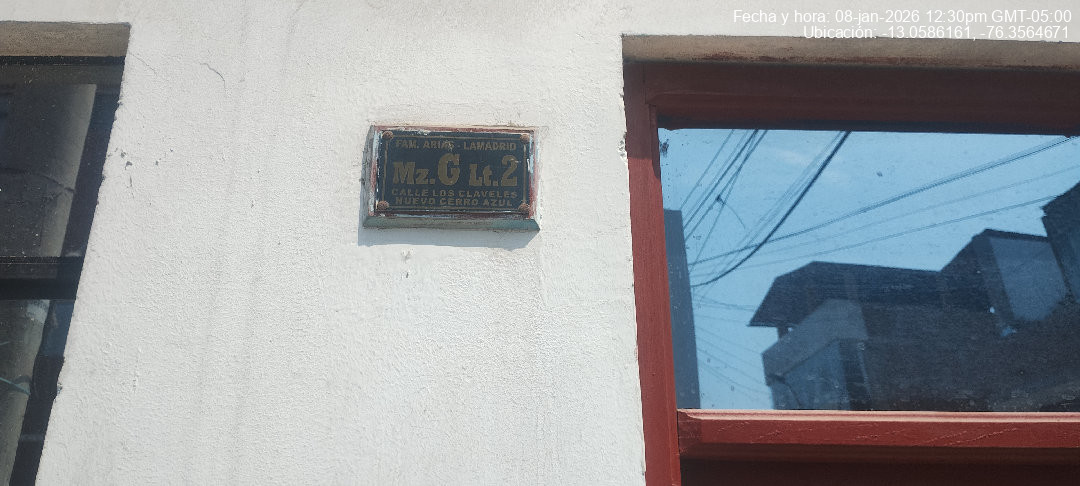 Fecha y hora: 08-jan-2026 12:30pm GMT-05:00
Ubicación: -13.0586161, -76.3564671
FAM. ARIAS - LAMADRID
Mz.G Lt.2
CALLE LOS CLAVELES
NUEVO CERRO AZUL